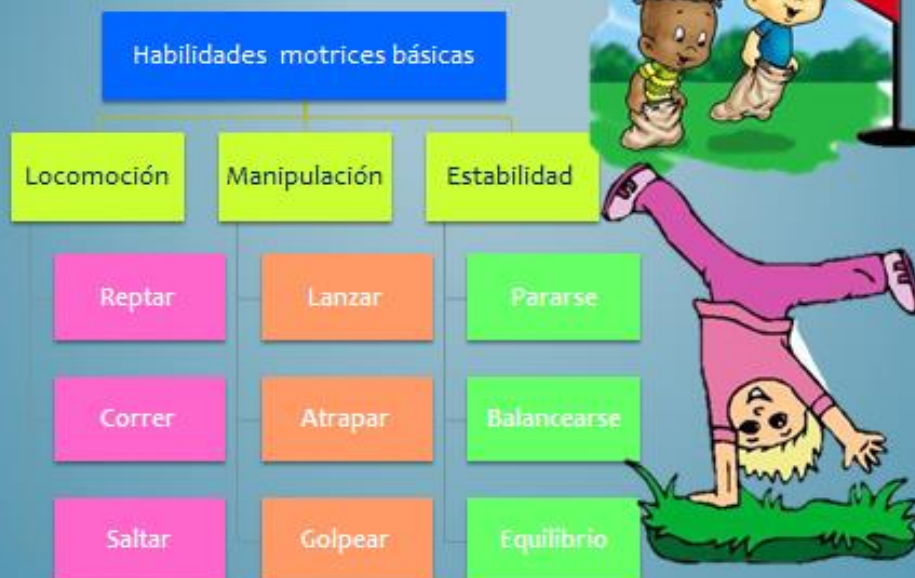 Habilidades motrices básicas
Locomoción
Manipulación
Estabilidad
Reptar
Lanzar
Pararse
Correr
Atrapar
Balancearse
Saltar
Golpear
Equilibrio